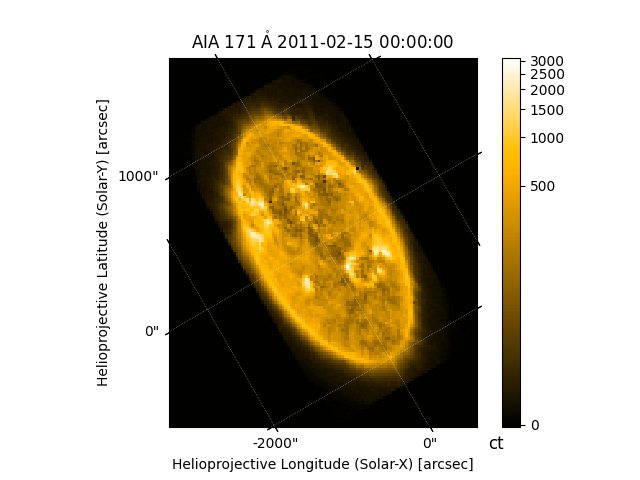 AIA 171 Å 2011-02-15 00:00:00
3000
2500
2000
1500
1000
500
0
ct
1000"
0"
Helioprojective Latitude (Solar-Y) [arcsec]
-2000"
0"
Helioprojective Longitude (Solar-X) [arcsec]